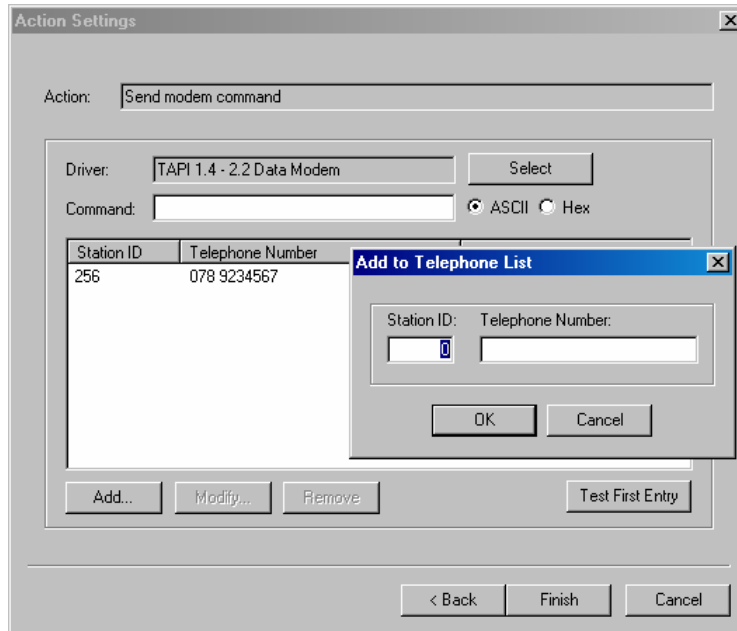 Action Settings
Action: Send modem command
Driver: TAPI 1.4 - 2.2 Data Modem Select
Command: ASCII Hex
Station ID Telephone Number
256 078 9234567
Add to Telephone List
Station ID: Telephone Number:
0
OK Cancel
Add... Modify... Remove Test First Entry
< Back Finish Cancel